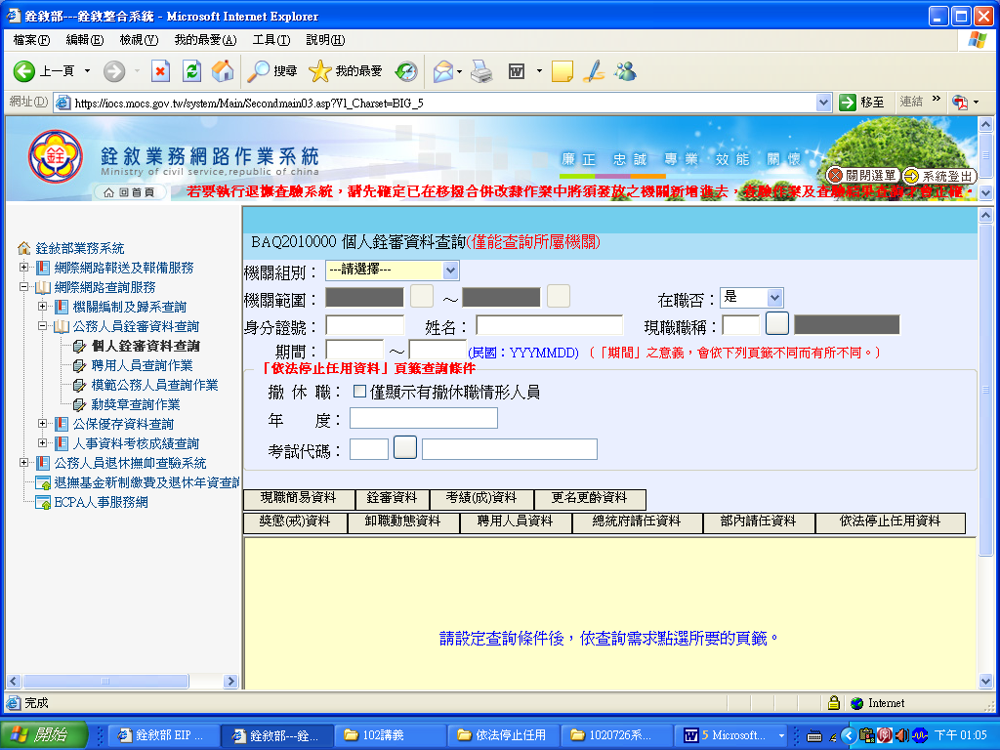 銓敘部---銓敘整合系統 - Microsoft Internet Explorer
檔案(F) 編輯(E) 檢視(V) 我的最愛(A) 工具(T) 說明(H)
上一頁 搜尋 我的最愛
網址(D) https://iocs.mocs.gov.tw/system/Main/Secondmain03.asp?V1_Charset=BIG_5 移至 連結 »
銓
銓敘業務網路作業系統
Ministry of civil service,republic of china
廉正 忠誠 專業 效能 關懷
回首頁
關閉選單 系統登出
若要執行退撫查驗系統，請先確定已在移撥合併改隸作業中將須發放之機關新增進去，
銓敘部業務系統
網際網路報送及報備服務
網際網路查詢服務
機關編制及歸系查詢
公務人員銓審資料查詢
個人銓審資料查詢
聘用人員查詢作業
模範公務人員查詢作業
勳獎章查詢作業
公保優存資料查詢
人事資料考核成績查詢
公務人員退休撫卹查驗系統
退撫基金新制繳費及退休年資查詢
ECPA人事服務網
BAQ2010000 個人銓審資料查詢(僅能查詢所屬機關)
機關組別： ---請選擇---
機關範圍： ～ 在職否： 是
身分證號： 姓名： 現職職稱：
期間： ～ (民國：YYYMMDD) (「期間」之意義，會依下列頁籤不同而有所不同。)
「依法停止任用資料」頁籤查詢條件
撤 休 職： 僅顯示有撤休職情形人員
年 度：
考試代碼：
現職簡易資料 銓審資料 考績(成)資料 更名更齡資料
獎懲(戒)資料 卸職動態資料 聘用人員資料 總統府請任資料 部內請任資料 依法停止任用資料
請設定查詢條件後，依查詢需求點選所要的頁籤。
完成 Internet
開始 銓敘部 EIP ... 銓敘部---銓... 102講義 依法停止任用 1020726系... 5 Microsoft... 下午 01:05